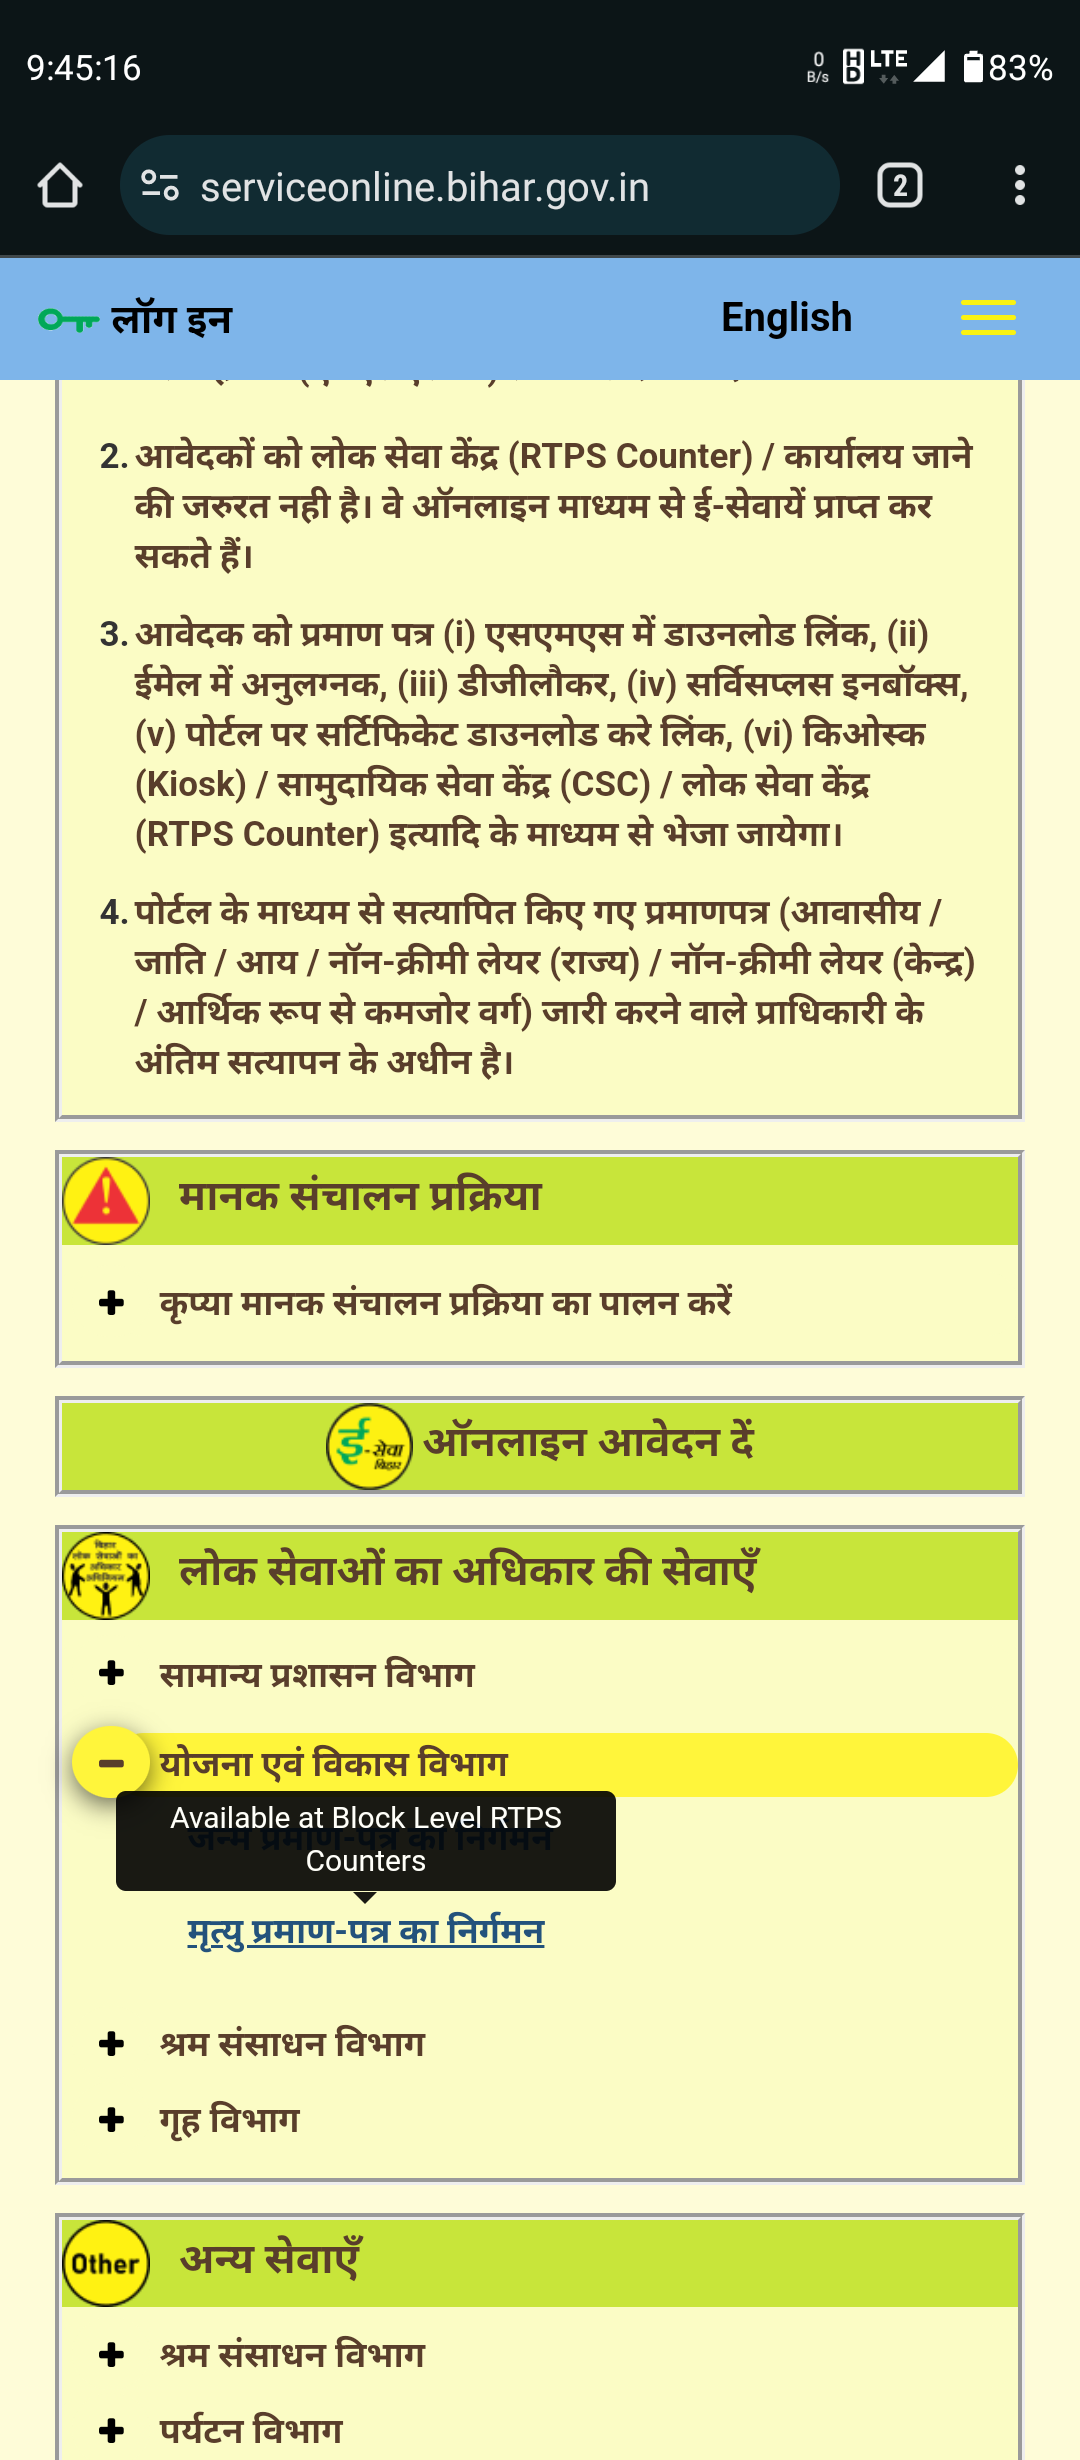 9:45:16
0
B/s
HD
LTE
83%
serviceonline.bihar.gov.in
2
लॉग इन
English
2. आवेदकों को लोक सेवा केंद्र (RTPS Counter) / कार्यालय जाने
की जरुरत नही है। वे ऑनलाइन माध्यम से ई-सेवायें प्राप्त कर
सकते हैं।
3. आवेदक को प्रमाण पत्र (i) एसएमएस में डाउनलोड लिंक, (ii)
ईमेल में अनुलग्नक, (iii) डीजीलौकर, (iv) सर्विसप्लस इनबॉक्स,
(v) पोर्टल पर सर्टिफिकेट डाउनलोड करे लिंक, (vi) किओस्क
(Kiosk) / सामुदायिक सेवा केंद्र (CSC) / लोक सेवा केंद्र
(RTPS Counter) इत्यादि के माध्यम से भेजा जायेगा।
4. पोर्टल के माध्यम से सत्यापित किए गए प्रमाणपत्र (आवासीय /
जाति / आय / नॉन-क्रीमी लेयर (राज्य) / नॉन-क्रीमी लेयर (केन्द्र)
/ आर्थिक रूप से कमजोर वर्ग) जारी करने वाले प्राधिकारी के
अंतिम सत्यापन के अधीन है।
मानक संचालन प्रक्रिया
कृप्या मानक संचालन प्रक्रिया का पालन करें
ई-सेवा
बिहार
ऑनलाइन आवेदन दें
बिहार
लोक सेवाओं का
अधिकार
अधिनियम
लोक सेवाओं का अधिकार की सेवाएँ
सामान्य प्रशासन विभाग
योजना एवं विकास विभाग
Available at Block Level RTPS
जन्म प्रमाण-पत्र का निर्गमन
Counters
मृत्यु प्रमाण-पत्र का निर्गमन
श्रम संसाधन विभाग
गृह विभाग
Other
अन्य सेवाएँ
श्रम संसाधन विभाग
पर्यटन विभाग